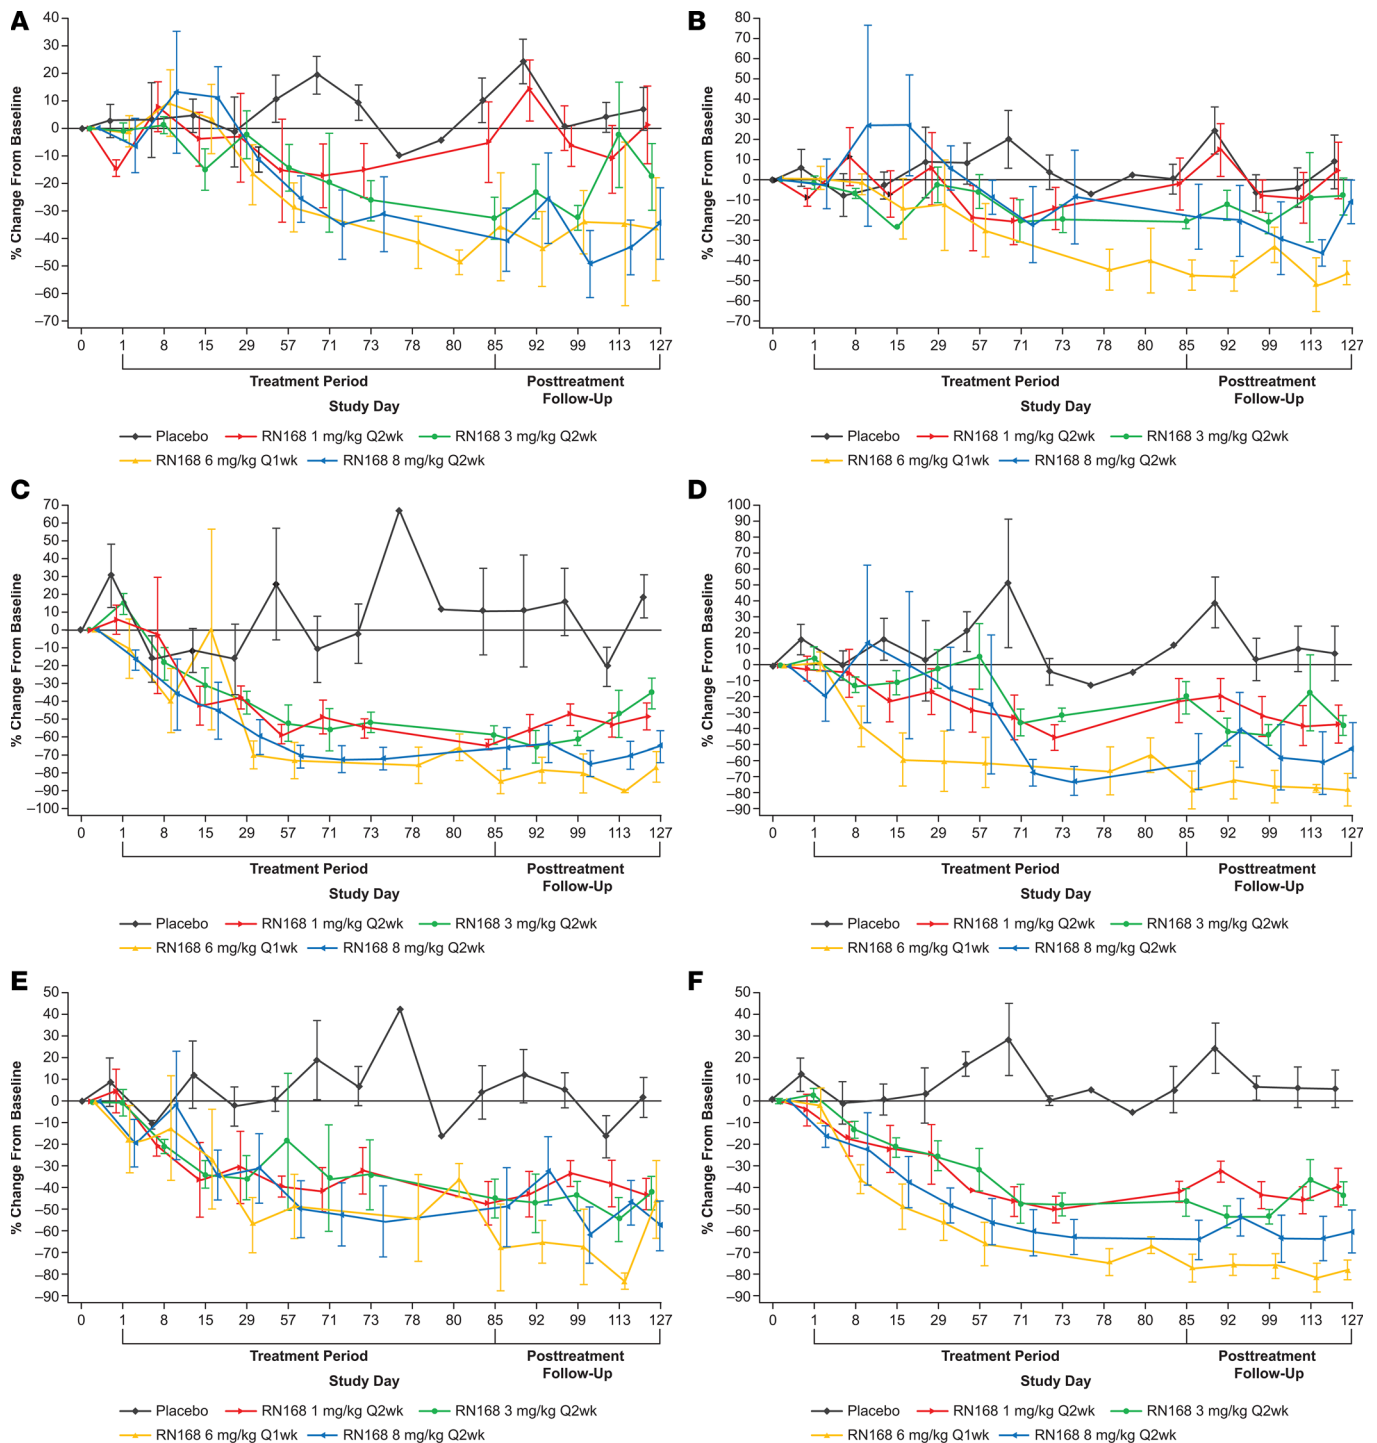 A
40
30
20
10
0
–10
–20
–30
–40
–50
–60
–70
% Change From Baseline
0 1 8 15 29 57 71 73 78 80 85 92 99 113 127
Treatment Period
Posttreatment
Follow-Up
Study Day
Placebo RN168 1 mg/kg Q2wk RN168 3 mg/kg Q2wk
RN168 6 mg/kg Q1wk RN168 8 mg/kg Q2wk
B
80
70
60
50
40
30
20
10
0
–10
–20
–30
–40
–50
–60
–70
% Change From Baseline
0 1 8 15 29 57 71 73 78 80 85 92 99 113 127
Treatment Period
Posttreatment
Follow-Up
Study Day
Placebo RN168 1 mg/kg Q2wk RN168 3 mg/kg Q2wk
RN168 6 mg/kg Q1wk RN168 8 mg/kg Q2wk
C
70
60
50
40
30
20
10
0
–10
–20
–30
–40
–50
–60
–70
–80
–90
–100
% Change From Baseline
0 1 8 15 29 57 71 73 78 80 85 92 99 113 127
Treatment Period
Posttreatment
Follow-Up
Study Day
Placebo RN168 1 mg/kg Q2wk RN168 3 mg/kg Q2wk
RN168 6 mg/kg Q1wk RN168 8 mg/kg Q2wk
D
100
90
80
70
60
50
40
30
20
10
0
–10
–20
–30
–40
–50
–60
–70
–80
–90
% Change From Baseline
0 1 8 15 29 57 71 73 78 80 85 92 99 113 127
Treatment Period
Posttreatment
Follow-Up
Study Day
Placebo RN168 1 mg/kg Q2wk RN168 3 mg/kg Q2wk
RN168 6 mg/kg Q1wk RN168 8 mg/kg Q2wk
E
50
40
30
20
10
0
–10
–20
–30
–40
–50
–60
–70
–80
–90
% Change From Baseline
0 1 8 15 29 57 71 73 78 80 85 92 99 113 127
Treatment Period
Posttreatment
Follow-Up
Study Day
Placebo RN168 1 mg/kg Q2wk RN168 3 mg/kg Q2wk
RN168 6 mg/kg Q1wk RN168 8 mg/kg Q2wk
F
50
40
30
20
10
0
–10
–20
–30
–40
–50
–60
–70
–80
–90
% Change From Baseline
0 1 8 15 29 57 71 73 78 80 85 92 99 113 127
Treatment Period
Posttreatment
Follow-Up
Study Day
Placebo RN168 1 mg/kg Q2wk RN168 3 mg/kg Q2wk
RN168 6 mg/kg Q1wk RN168 8 mg/kg Q2wk